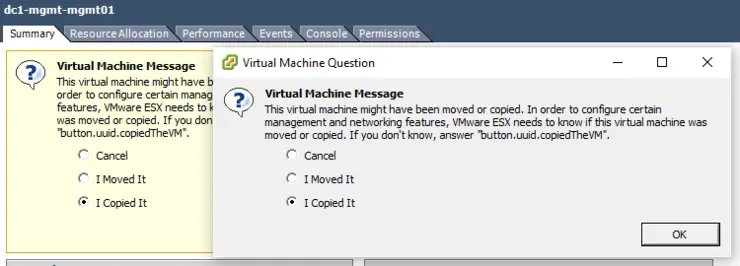 dc1-mgmt-mgmt01
Summary Resource Allocation Performance Events Console Permissions
Virtual Machine Message
This virtual machine might have be
order to configure certain manag
features, VMware ESX needs to k
was moved or copied. If you don
"button.uuid.copiedTheVM".
Cancel
I Moved It
I Copied It
Virtual Machine Question
Virtual Machine Message
This virtual machine might have been moved or copied. In order to configure certain
management and networking features, VMware ESX needs to know if this virtual machine was
moved or copied. If you don't know, answer "button.uuid.copiedTheVM".
Cancel
I Moved It
I Copied It
OK